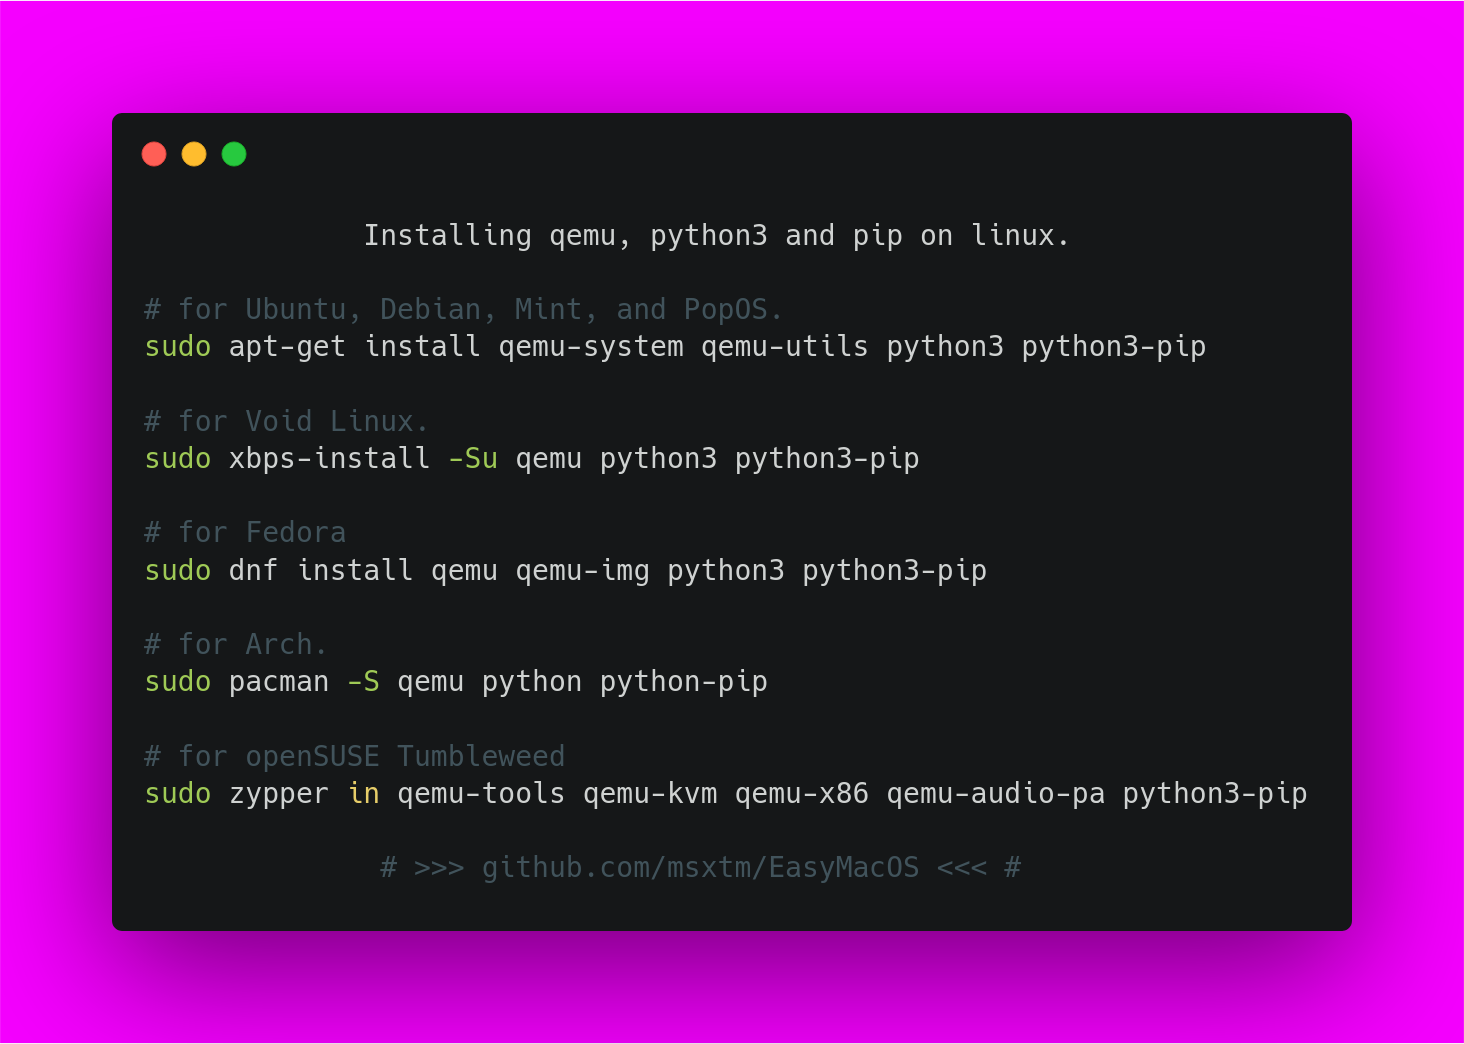 Installing qemu, python3 and pip on linux.
# for Ubuntu, Debian, Mint, and PopOS.
sudo apt-get install qemu-system qemu-utils python3 python3-pip
# for Void Linux.
sudo xbps-install -Su qemu python3 python3-pip
# for Fedora
sudo dnf install qemu qemu-img python3 python3-pip
# for Arch.
sudo pacman -S qemu python python-pip
# for openSUSE Tumbleweed
sudo zypper in qemu-tools qemu-kvm qemu-x86 qemu-audio-pa python3-pip
# >>> github.com/msxtm/EasyMacOS <<< #